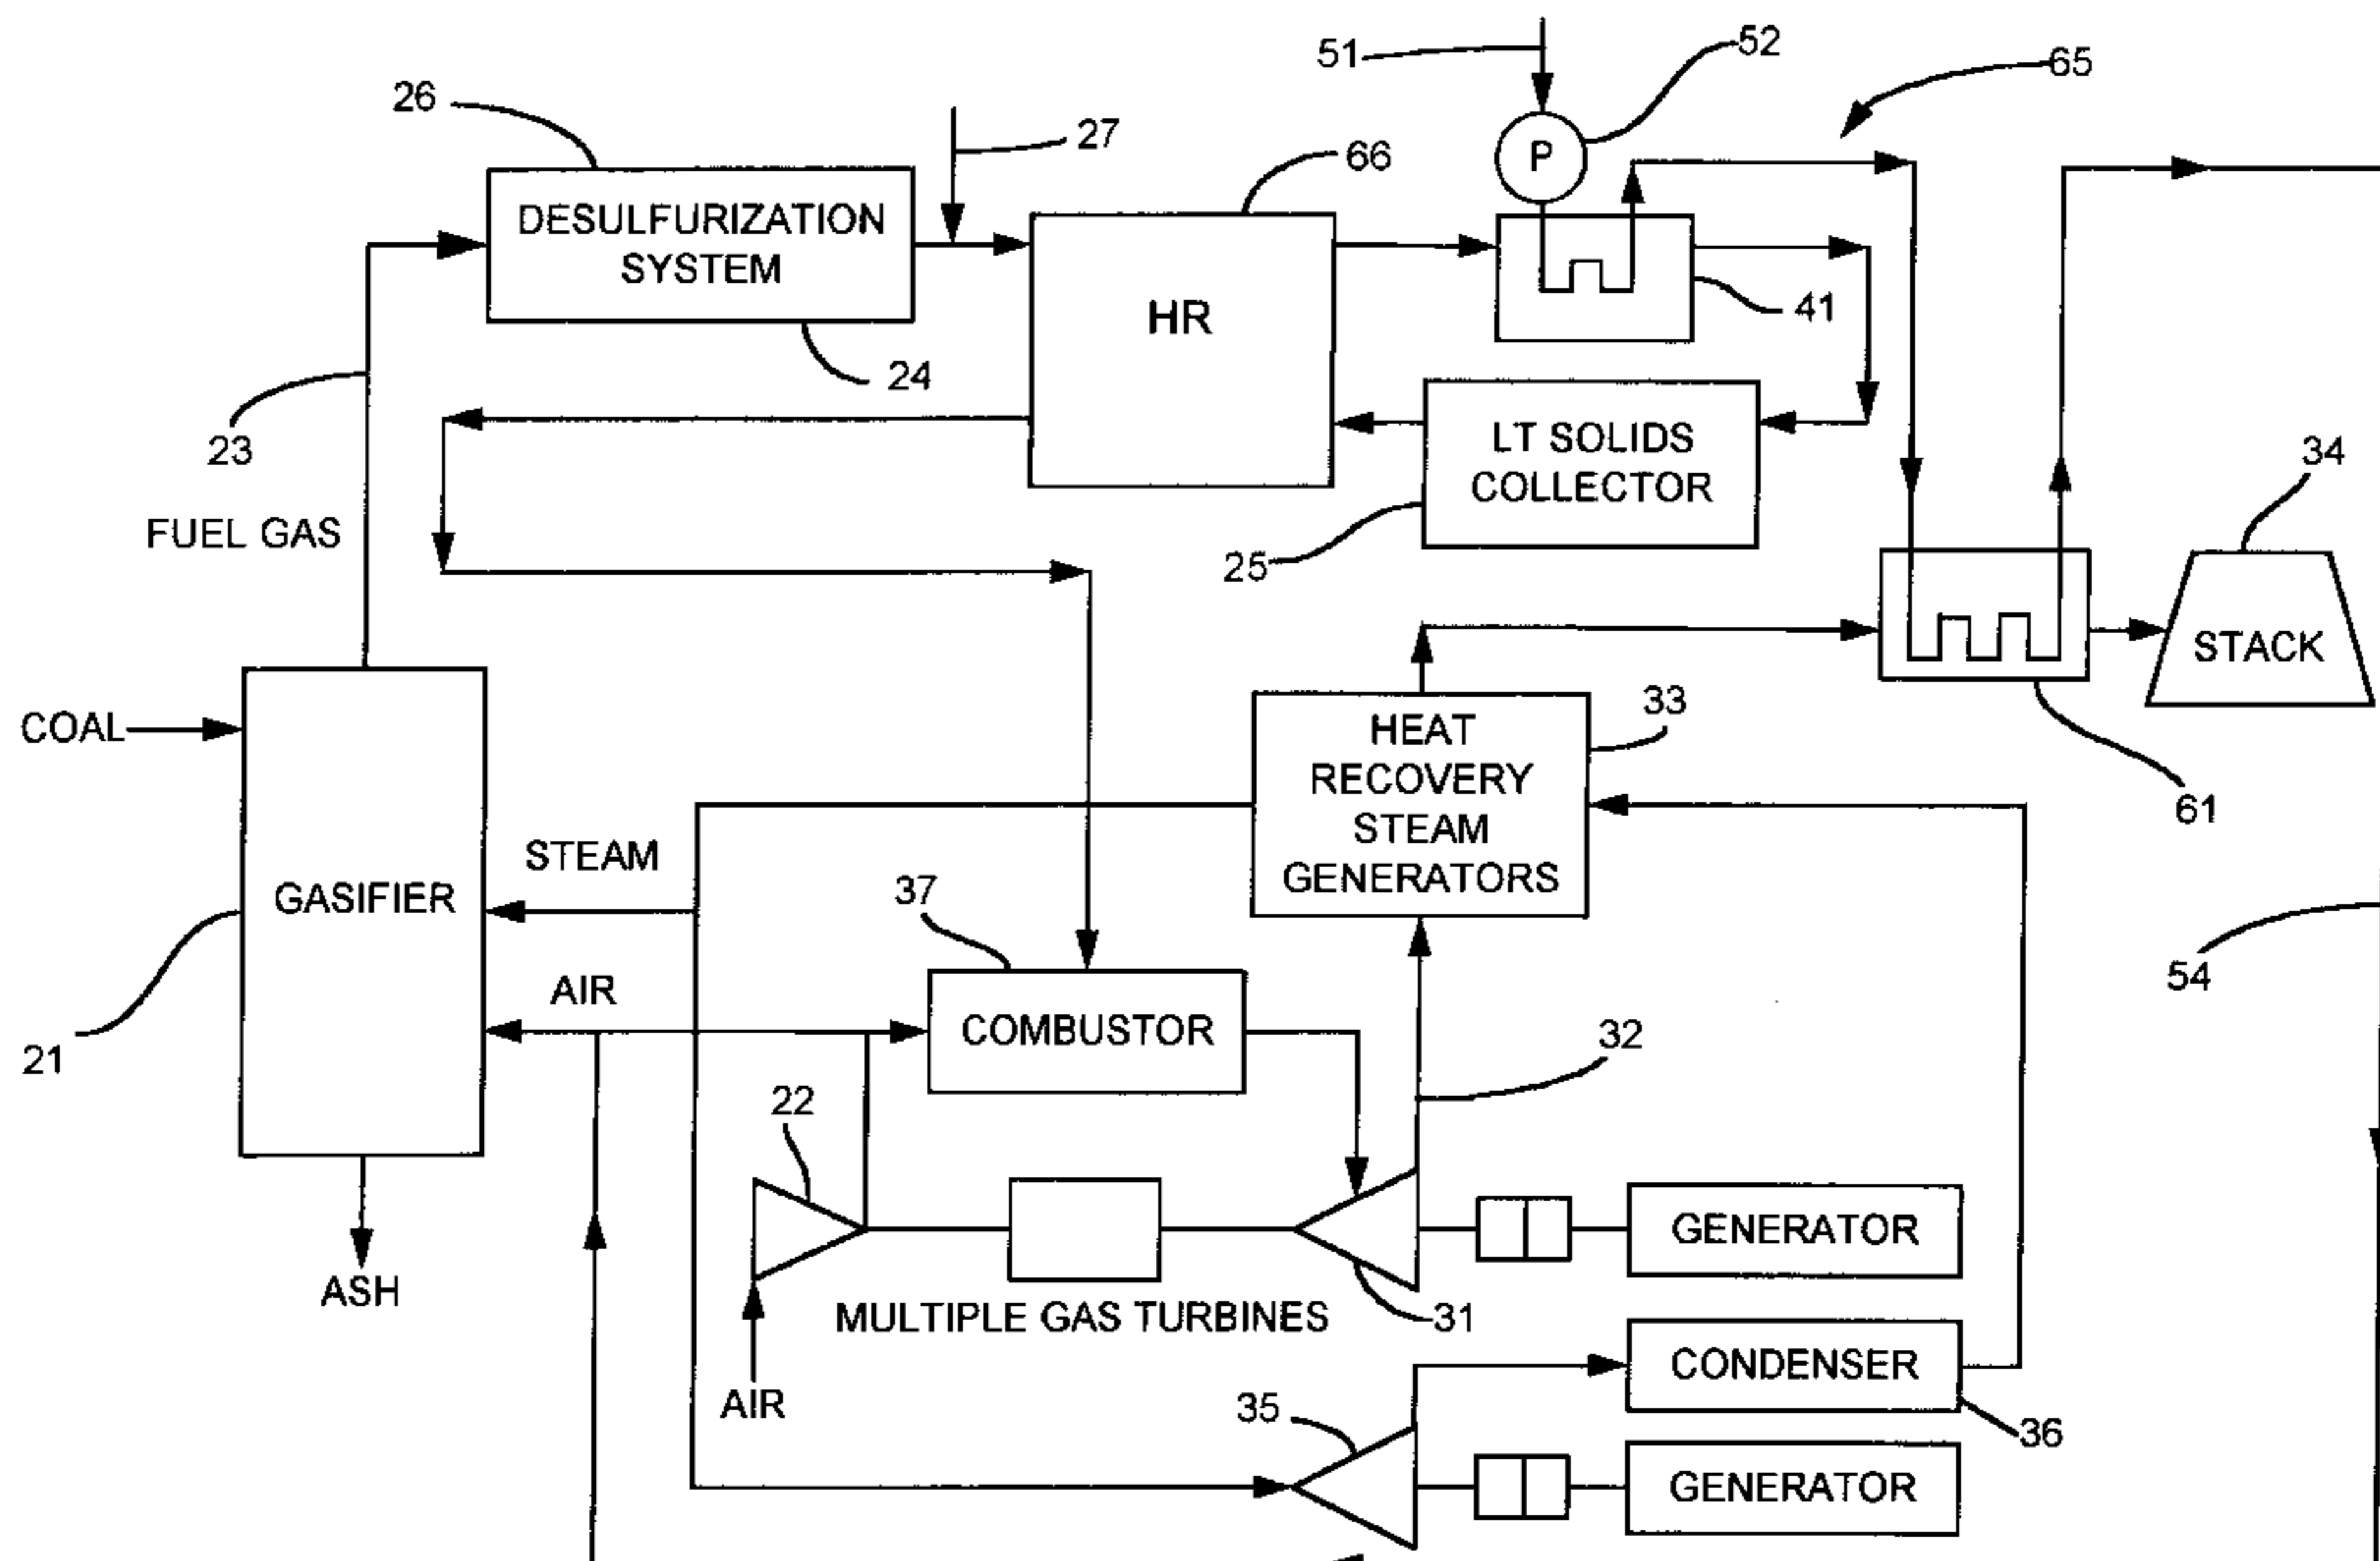 51
52
65
26
27
66
P
DESULFURIZATION
SYSTEM
HR
41
24
23
LT SOLIDS
COLLECTOR
34
FUEL GAS
25
STACK
COAL
33
HEAT
RECOVERY
STEAM
GENERATORS
61
STEAM
GASIFIER
37
54
AIR
COMBUSTOR
32
21
22
GENERATOR
ASH
MULTIPLE GAS TURBINES
31
CONDENSER
AIR
35
36
GENERATOR